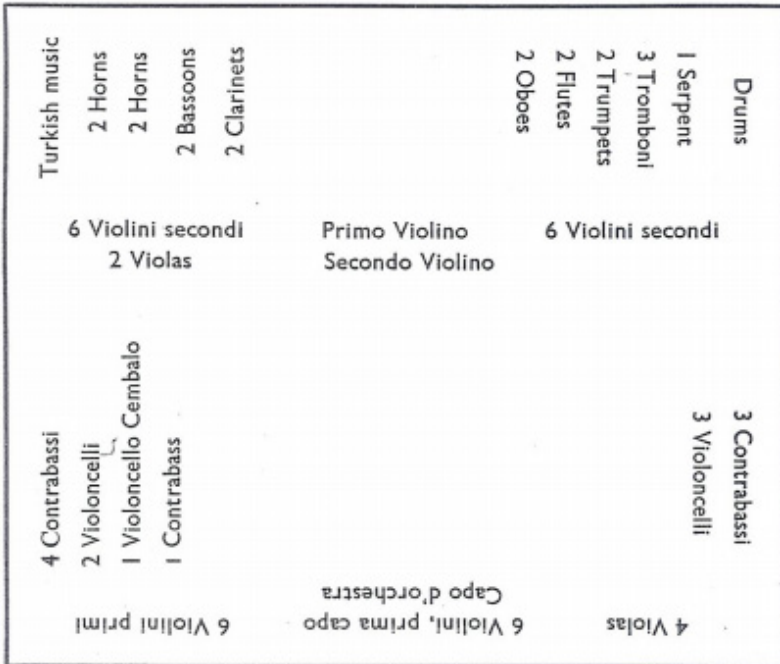 Turkish music
2 Horns
2 Horns
2 Bassoons
2 Clarinets
2 Oboes
2 Flutes
2 Trumpets
3 Tromboni
1 Serpent
Drums
6 Violini secondi
2 Violas
Primo Violino
Secondo Violino
6 Violini secondi
4 Contrabassi
2 Violoncelli
1 Violoncello Cembalo
1 Contrabass
3 Violoncelli
3 Contrabassi
6 Violini primi
6 Violini, prima capo
Capo d'orchestra
4 Violas